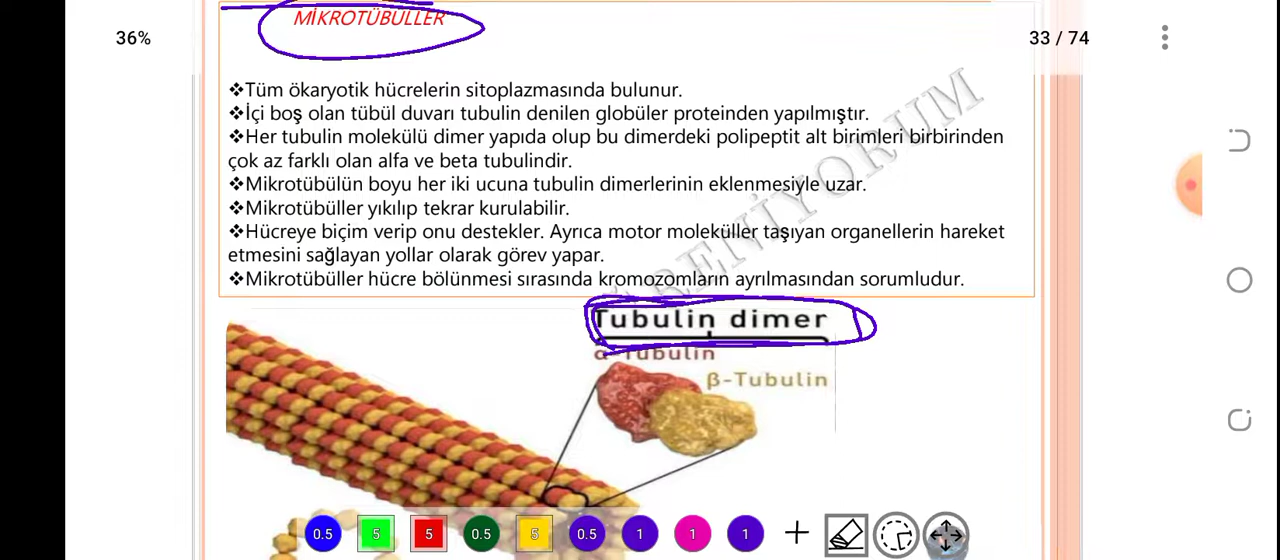 MİKROTÜBÜLLER
36%
33 / 74
❖Tüm ökaryotik hücrelerin sitoplazmasında bulunur.
❖İçi boş olan tübül duvarı tubulin denilen globüler proteinden yapılmıştır.
❖Her tubulin molekülü dimer yapıda olup bu dimerdeki polipeptit alt birimleri birbirinden
çok az farklı olan alfa ve beta tubulindir.
❖Mikrotübülün boyu her iki ucuna tubulin dimerlerinin eklenmesiyle uzar.
❖Mikrotübüller yıkılıp tekrar kurulabilir.
❖Hücreye biçim verip onu destekler. Ayrıca motor moleküller taşıyan organellerin hareket
etmesini sağlayan yollar olarak görev yapar.
❖Mikrotübüller hücre bölünmesi sırasında kromozomların ayrılmasından sorumludur.
RENİYORUM
Tubulin dimer
α-Tubulin
β-Tubulin
0.5 5 5 0.5 5 0.5 1 1 1